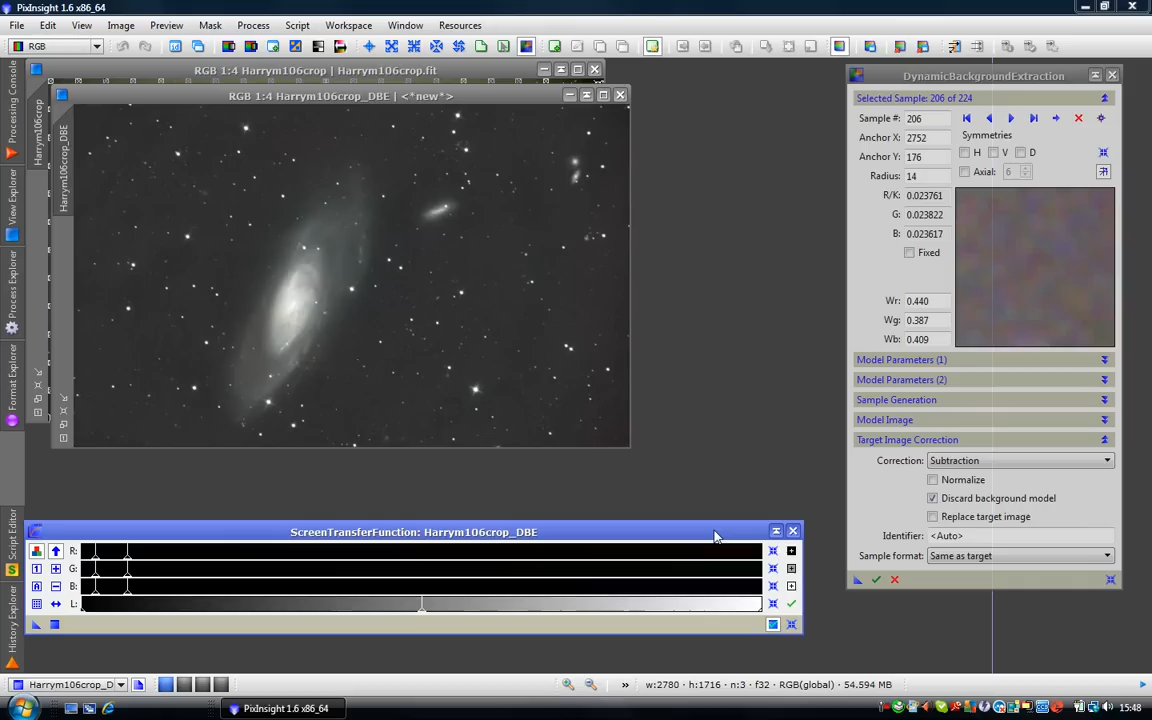 PixInsight 1.6 x86_64
File Edit View Image Preview Mask Process Script Workspace Window Resources
RGB
RGB 1:4 Harrym106crop | Harrym106crop.fit
RGB 1:4 Harrym106crop_DBE | <*new*>
Harrym106crop
Harrym106crop_DBE
Processing Console
View Explorer
Process Explorer
Format Explorer
Script Editor
History Explorer
DynamicBackgroundExtraction
Selected Sample: 206 of 224
Sample #: 206
Anchor X: 2752
Symmetries
Anchor Y: 176
H V D
Radius: 14
Axial: 6
R/K: 0.023761
G: 0.023822
B: 0.023617
Fixed
Wr: 0.440
Wg: 0.387
Wb: 0.409
Model Parameters (1)
Model Parameters (2)
Sample Generation
Model Image
Target Image Correction
Correction: Subtraction
Normalize
Discard background model
Replace target image
Identifier: <Auto>
Sample format: Same as target
ScreenTransferFunction: Harrym106crop_DBE
R:
1 G:
A B:
L:
Harrym106crop_D
w:2780 · h:1716 · n:3 · f32 · RGB(global) · 54.594 MB
PixInsight 1.6 x86_64
15:48